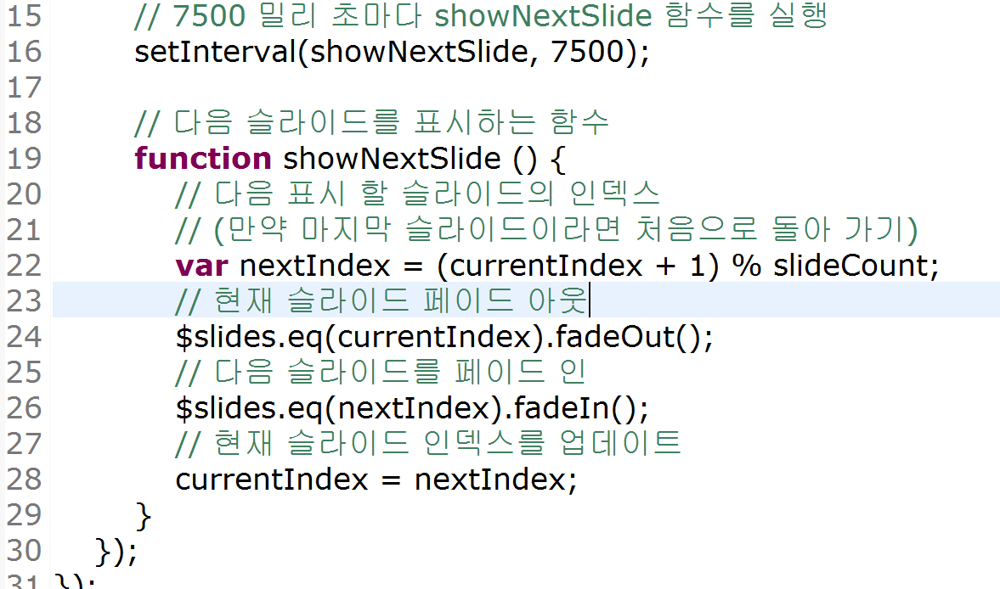 15 // 7500 밀리 초마다 showNextSlide 함수를 실행
16 setInterval(showNextSlide, 7500);
17
18 // 다음 슬라이드를 표시하는 함수
19 function showNextSlide () {
20 // 다음 표시 할 슬라이드의 인덱스
21 // (만약 마지막 슬라이드이라면 처음으로 돌아 가기)
22 var nextIndex = (currentIndex + 1) % slideCount;
23 // 현재 슬라이드 페이드 아웃
24 $slides.eq(currentIndex).fadeOut();
25 // 다음 슬라이드를 페이드 인
26 $slides.eq(nextIndex).fadeIn();
27 // 현재 슬라이드 인덱스를 업데이트
28 currentIndex = nextIndex;
29 }
30 });
31 });